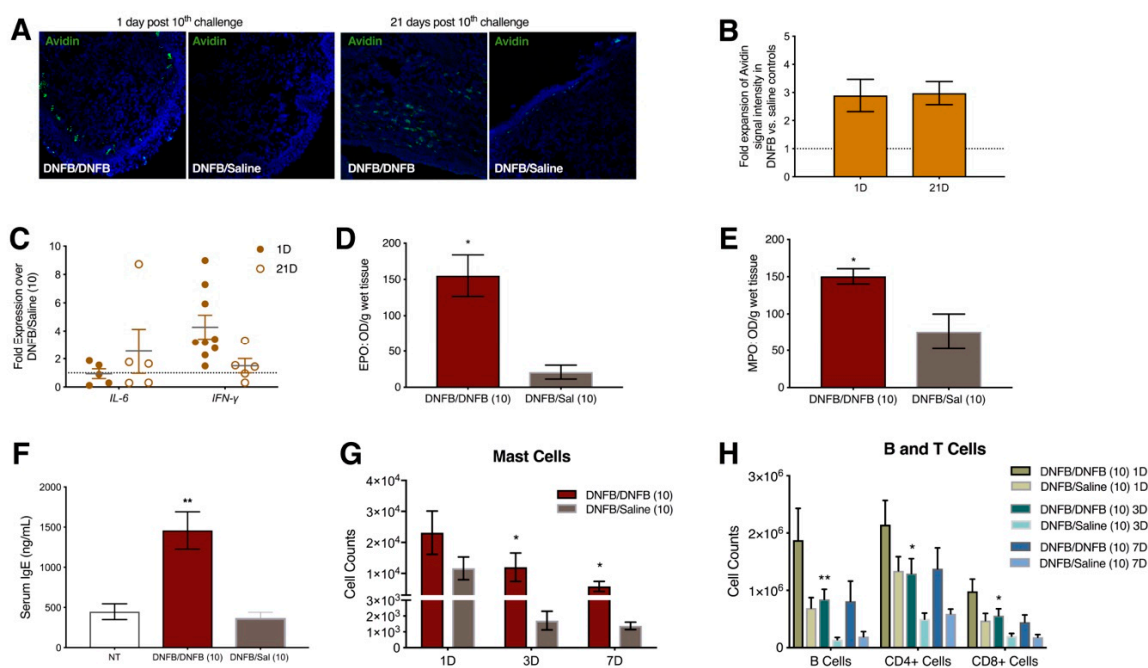 A
1 day post 10th challenge
21 days post 10th challenge
Avidin
Avidin
Avidin
Avidin
DNFB/DNFB
DNFB/Saline
DNFB/DNFB
DNFB/Saline
B
Fold expansion of Avidin
signal intensity in
DNFB vs. saline controls
5
4
3
2
1
0
1D
21D
C
Fold Expression over
DNFB/Saline (10)
10
8
6
4
2
0
1D
21D
IL-6
IFN-γ
D
EPO: OD/g wet tissue
200
150
100
50
0
*
DNFB/DNFB (10)
DNFB/Sal (10)
E
MPO: OD/g wet tissue
200
150
100
50
0
*
DNFB/DNFB (10)
DNFB/Sal (10)
F
Serum IgE (ng/mL)
2000
1500
1000
500
0
**
NT
DNFB/DNFB (10)
DNFB/Sal (10)
G
Mast Cells
Cell Counts
4×10⁴
3×10⁴
2×10⁴
1×10⁴
3×10³
2×10³
1×10³
0
DNFB/DNFB (10)
DNFB/Saline (10)
*
*
1D
3D
7D
H
B and T Cells
Cell Counts
3×10⁶
2×10⁶
1×10⁶
0
DNFB/DNFB (10) 1D
DNFB/Saline (10) 1D
DNFB/DNFB (10) 3D
DNFB/Saline (10) 3D
DNFB/DNFB (10) 7D
DNFB/Saline (10) 7D
**
*
*
B Cells
CD4+ Cells
CD8+ Cells